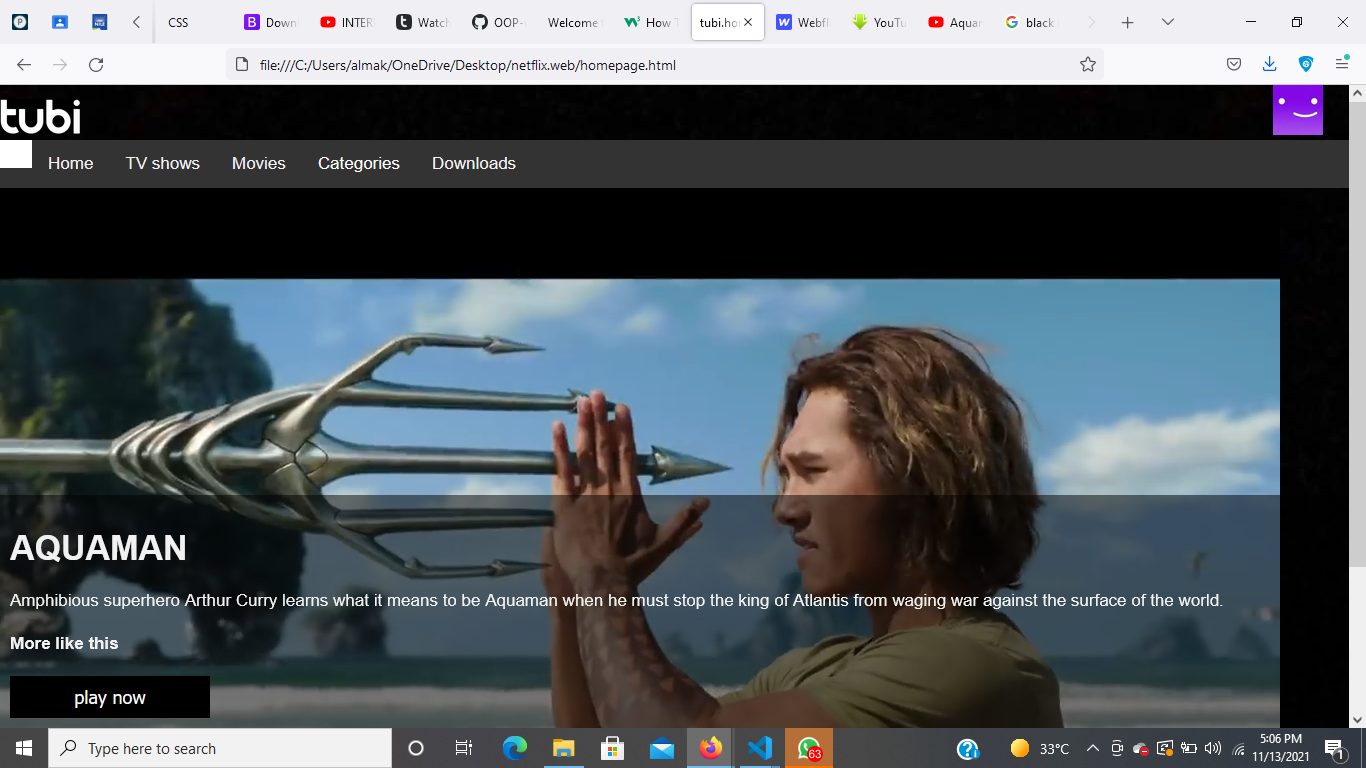 CSS
Down
INTER
Watch
OOP-
Welcome
How T
tubi.ho
Webfl
YouTu
Aquar
black
file:///C:/Users/almak/OneDrive/Desktop/netflix.web/homepage.html
tubi
Home TV shows Movies Categories Downloads
AQUAMAN
Amphibious superhero Arthur Curry learns what it means to be Aquaman when he must stop the king of Atlantis from waging war against the surface of the world.
More like this
play now
Type here to search
63
33°C
5:06 PM
11/13/2021
1